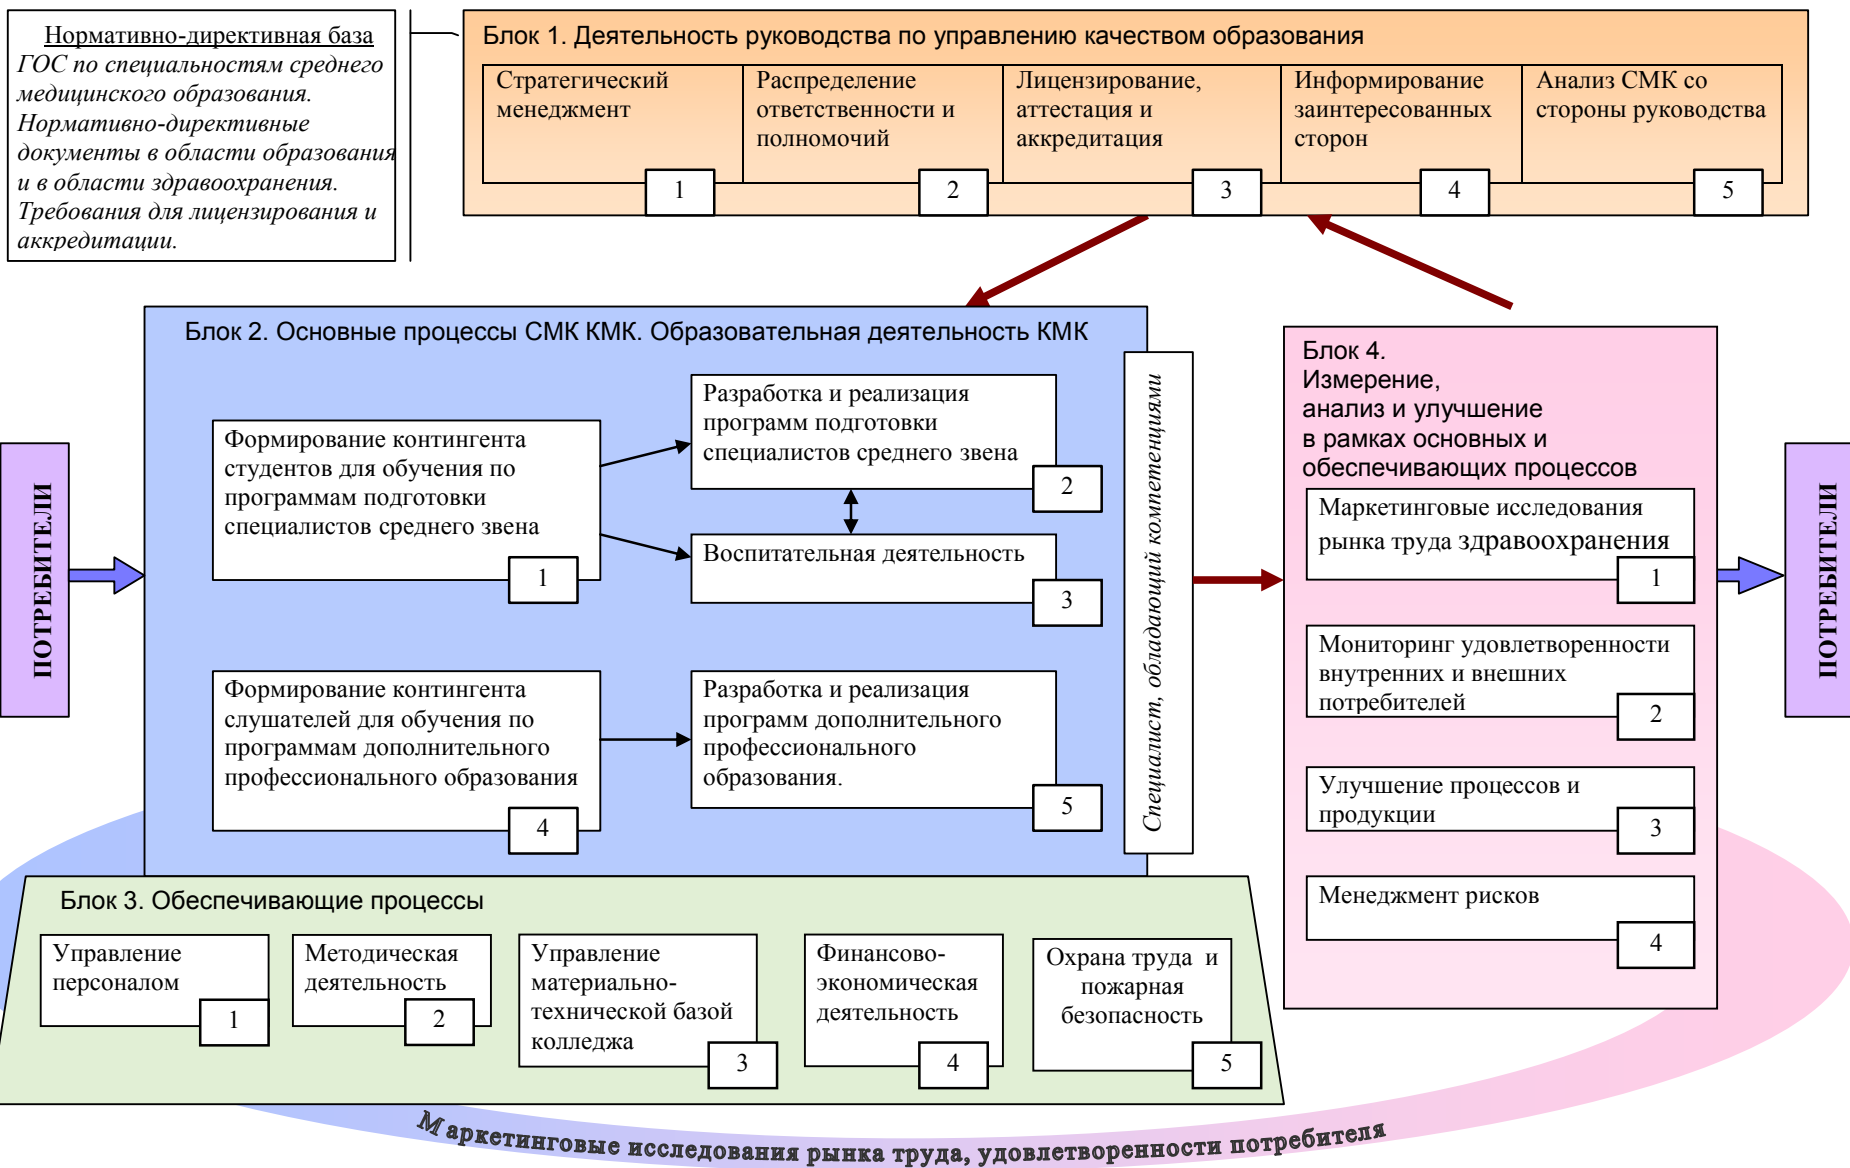 Нормативно-директивная база
ГОС по специальностям среднего
медицинского образования.
Нормативно-директивные
документы в области образования
и в области здравоохранения.
Требования для лицензирования и
аккредитации.
Блок 1. Деятельность руководства по управлению качеством образования
Стратегический
менеджмент
1
Распределение
ответственности и
полномочий
2
Лицензирование,
аттестация и
аккредитация
3
Информирование
заинтересованных
сторон
4
Анализ СМК со
стороны руководства
5
ПОТРЕБИТЕЛИ
Блок 2. Основные процессы СМК КМК. Образовательная деятельность КМК
Формирование контингента
студентов для обучения по
программам подготовки
специалистов среднего звена
1
Разработка и реализация
программ подготовки
специалистов среднего звена
2
Воспитательная деятельность
3
Формирование контингента
слушателей для обучения по
программам дополнительного
профессионального образования
4
Разработка и реализация
программ дополнительного
профессионального
образования.
5
Специалист, обладающий компетенциями
Блок 4.
Измерение,
анализ и улучшение
в рамках основных и
обеспечивающих процессов
Маркетинговые исследования
рынка труда здравоохранения
1
Мониторинг удовлетворенности
внутренних и внешних
потребителей
2
Улучшение процессов и
продукции
3
Менеджмент рисков
4
ПОТРЕБИТЕЛИ
Блок 3. Обеспечивающие процессы
Управление
персоналом
1
Методическая
деятельность
2
Управление
материально-
технической базой
колледжа
3
Финансово-
экономическая
деятельность
4
Охрана труда и
пожарная
безопасность
5
Маркетинговые исследования рынка труда, удовлетворенности потребителя